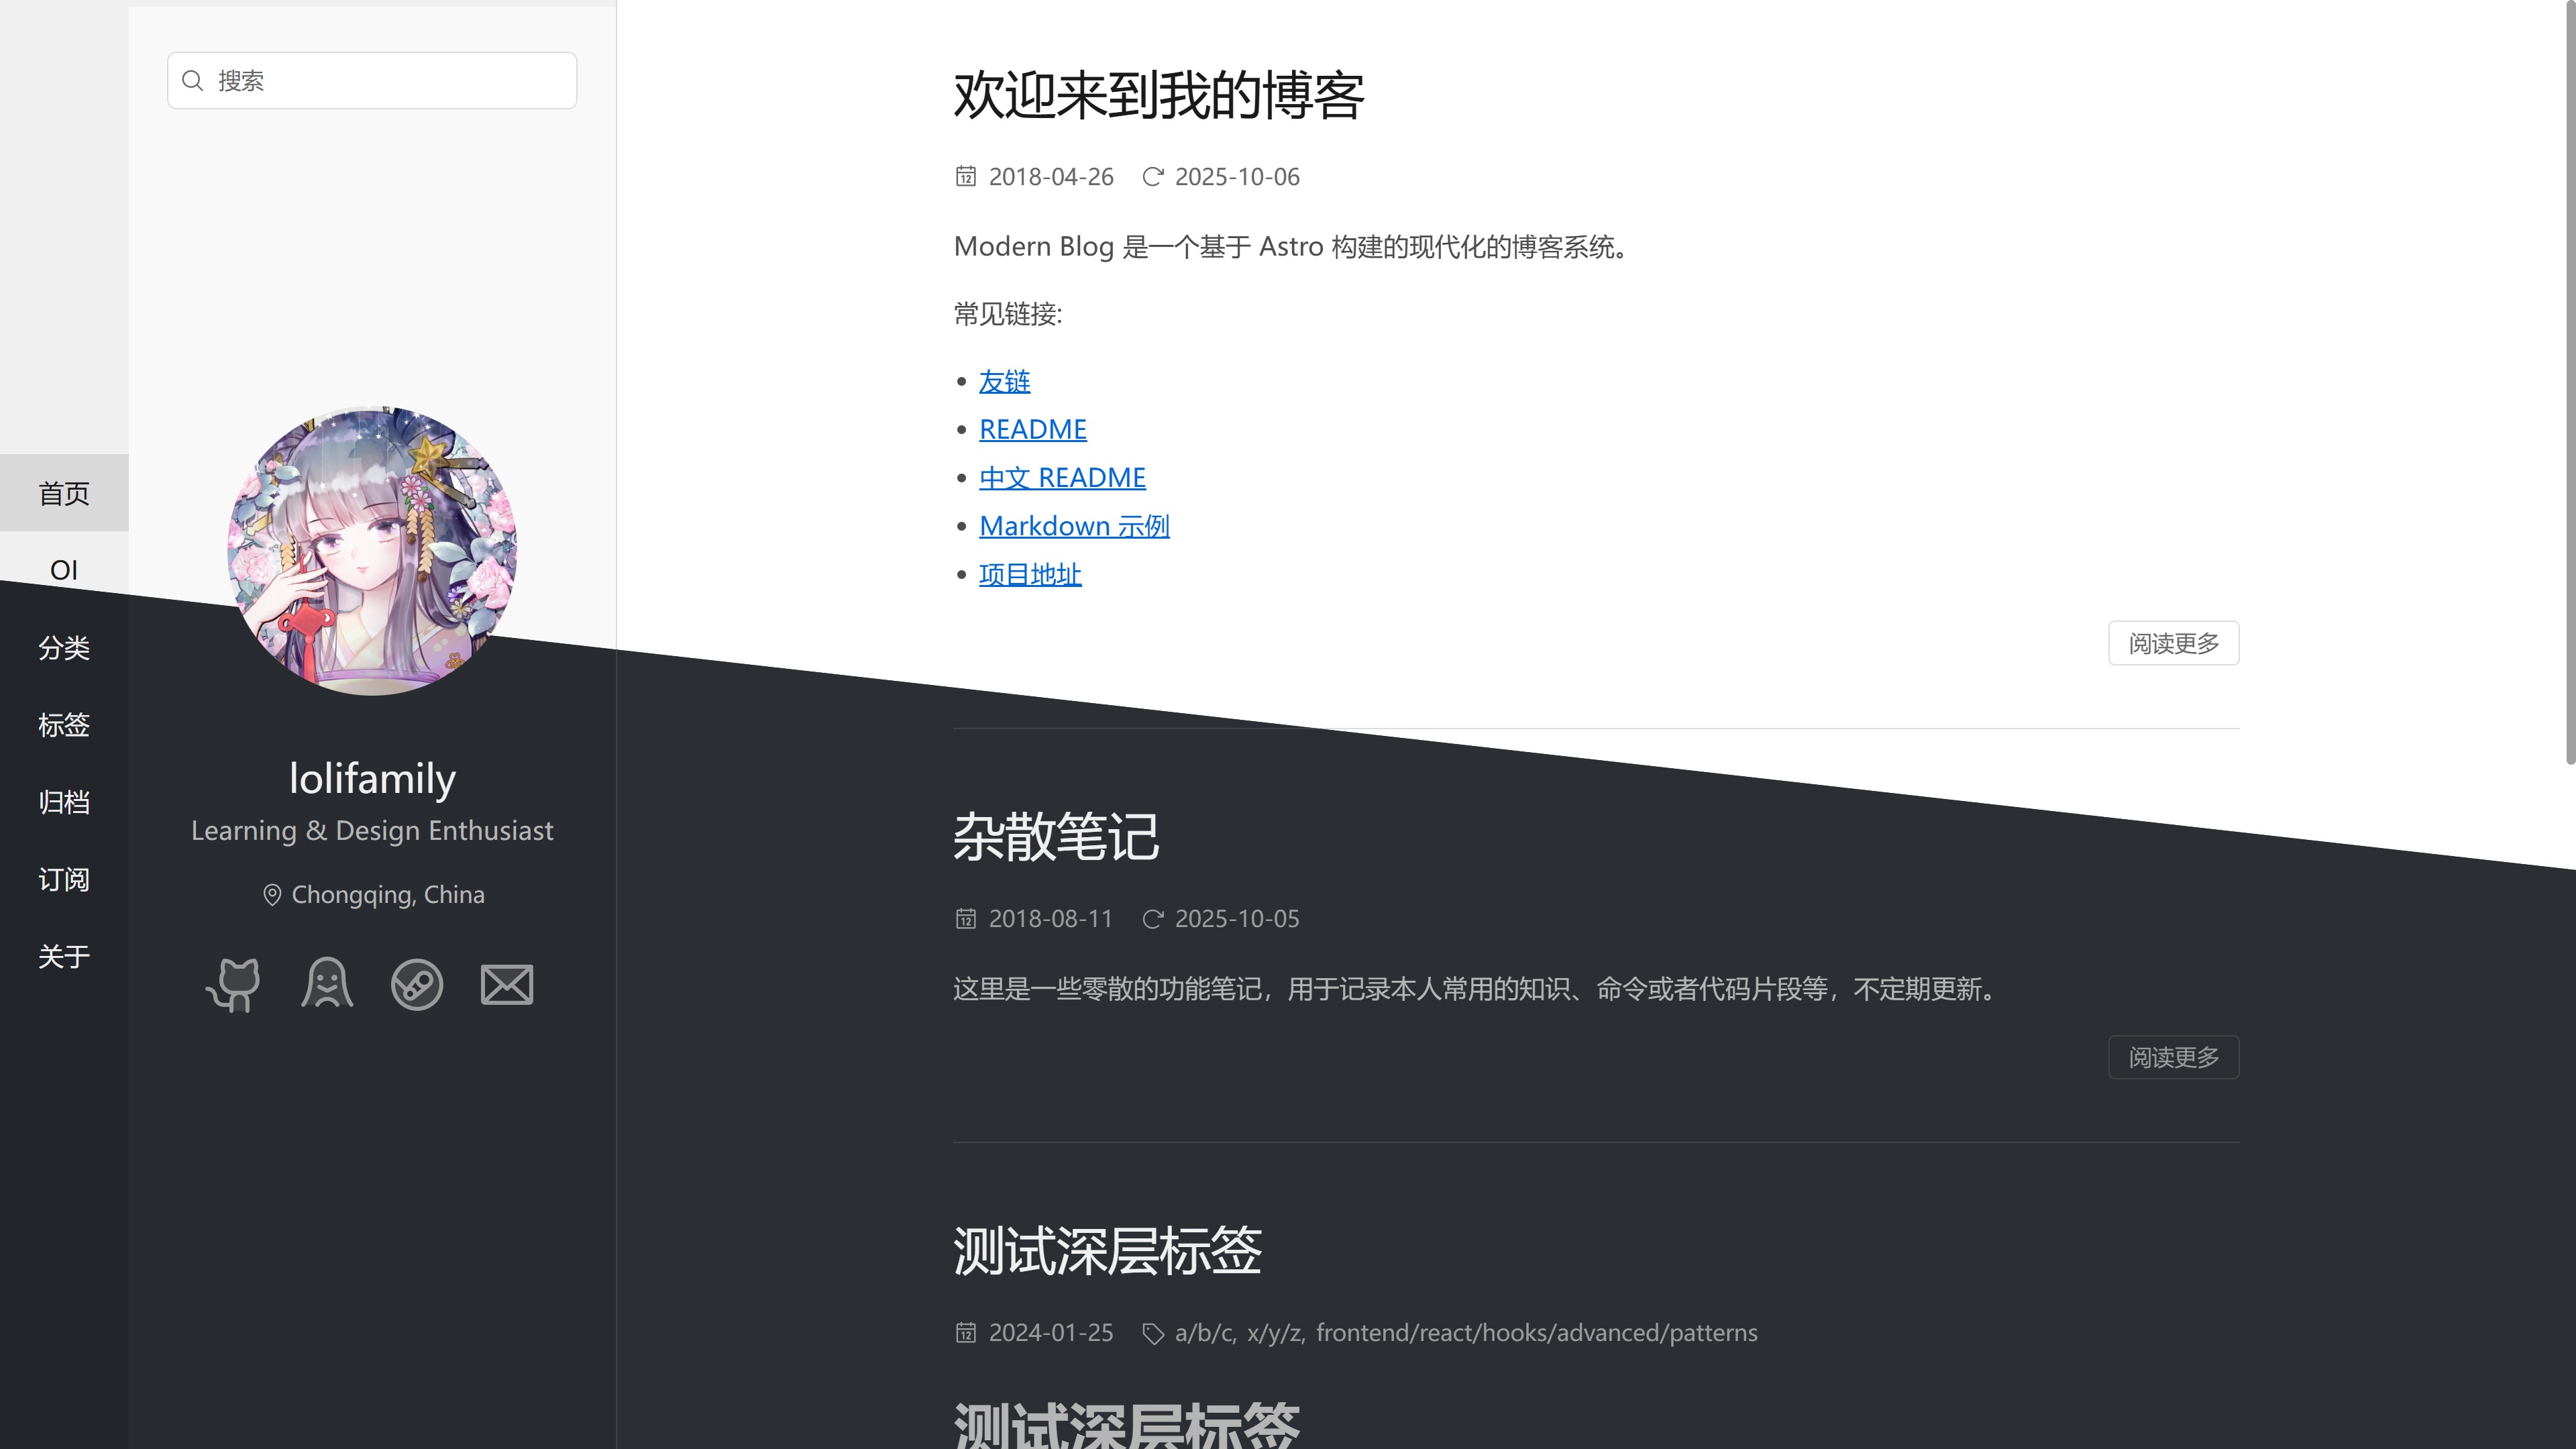 搜索
首页
OI
分类
标签
归档
订阅
关于
lolifamily
Learning & Design Enthusiast
Chongqing, China
欢迎来到我的博客
12 2018-04-26 2025-10-06
Modern Blog 是一个基于 Astro 构建的现代化的博客系统。
常见链接:
友链
README
中文 README
Markdown 示例
项目地址
阅读更多
杂散笔记
12 2018-08-11 2025-10-05
这里是一些零散的功能笔记，用于记录本人常用的知识、命令或者代码片段等，不定期更新。
阅读更多
测试深层标签
12 2024-01-25 a/b/c, x/y/z, frontend/react/hooks/advanced/patterns
测试深层标签